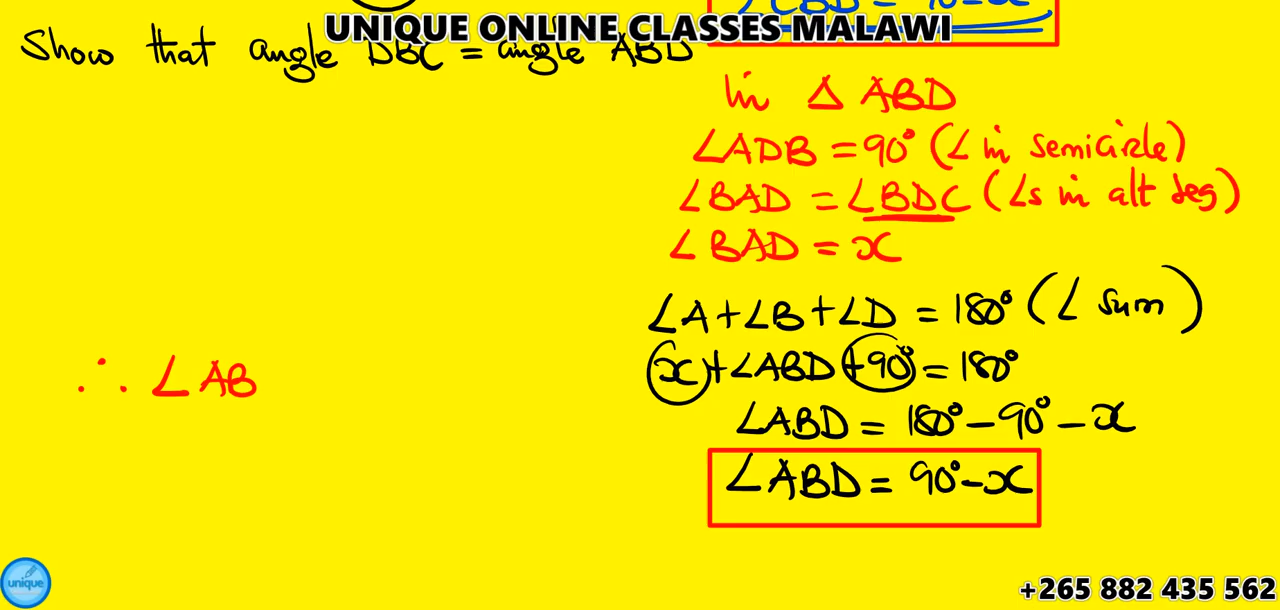 ∠CBD = 90-x
UNIQUE ONLINE CLASSES MALAWI
Show that angle DBC = angle ABD
In Δ ABD
∠ADB = 90° (∠ in semicircle)
∠BAD = ∠BDC (∠s in alt seg)
∠BAD = x
∠A+∠B+∠D = 180° (∠ sum)
x+∠ABD+90° = 180°
∴ ∠AB
∠ABD = 180°-90°-x
∠ABD = 90°-x
unique
+265 882 435 562